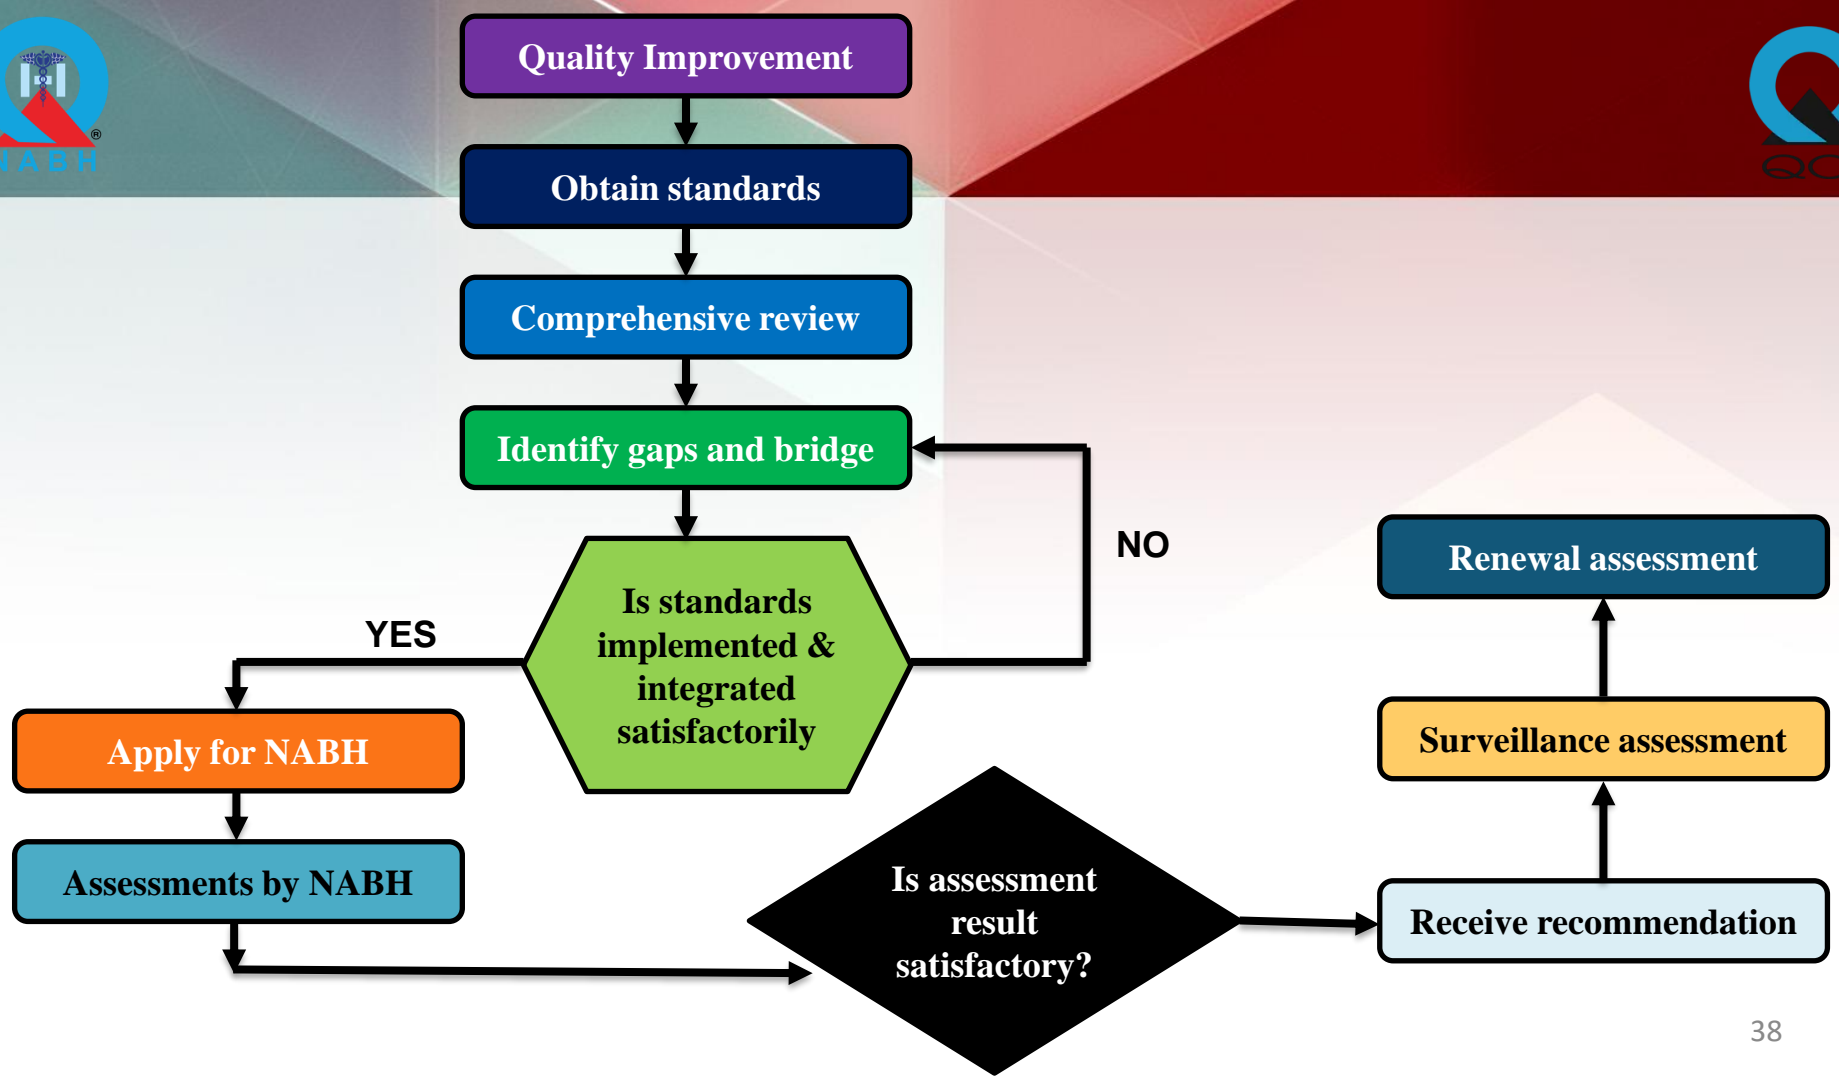 NABH
®
Quality Improvement
Obtain standards
Comprehensive review
Identify gaps and bridge
NO
Is standards
implemented &
integrated
satisfactorily
YES
Apply for NABH
Assessments by NABH
Is assessment
result
satisfactory?
Receive recommendation
Surveillance assessment
Renewal assessment
38